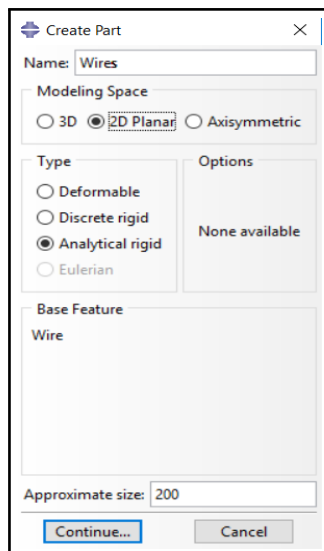 Create Part
Name: Wires
Modeling Space
3D 2D Planar Axisymmetric
Type
Deformable
Discrete rigid
Analytical rigid
Eulerian
Options
None available
Base Feature
Wire
Approximate size: 200
Continue... Cancel